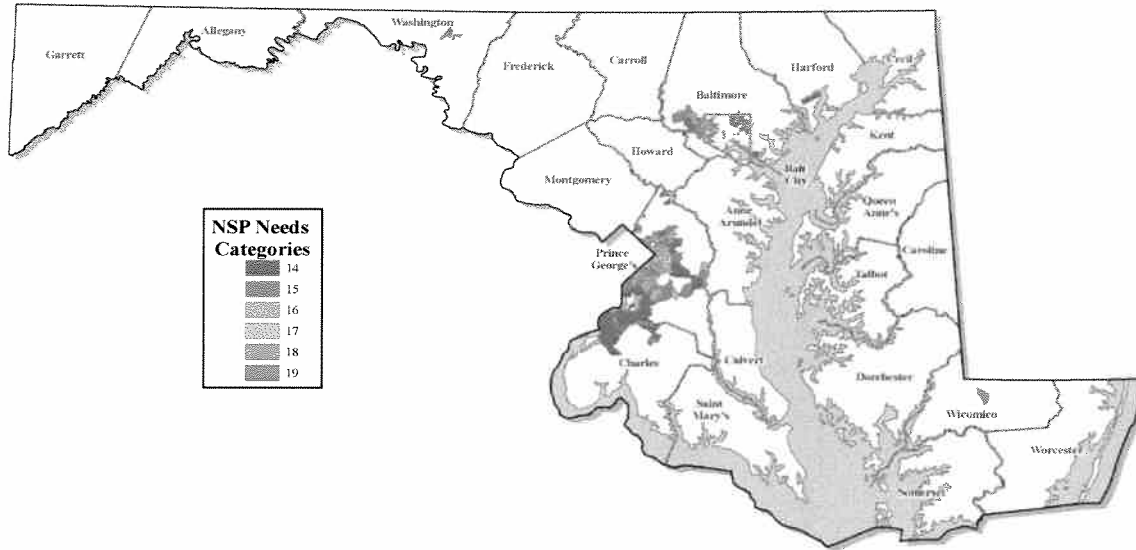 Garrett
Allegany
Washington
Frederick
Carroll
Baltimore
Harford
Cecil
Kent
Howard
Montgomery
Balt
City
Queen
Anne's
Anne
Arundel
Caroline
Talbot
Prince
George's
NSP Needs
Categories
14
15
16
17
18
19
Charles
Calvert
Saint
Mary's
Dorchester
Wicomico
Worcester
Somerset